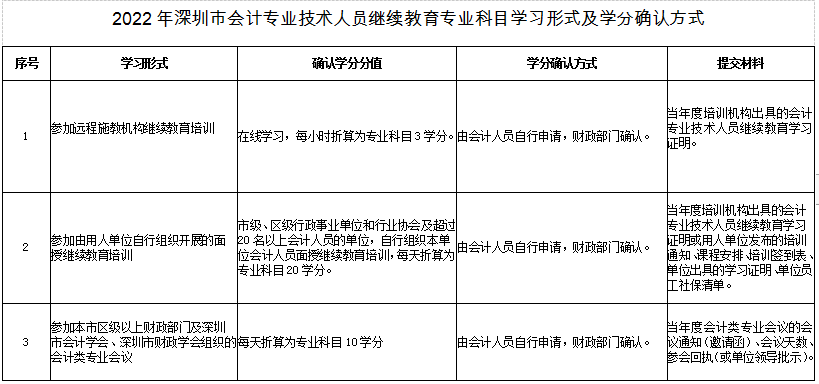 2022 年深圳市会计专业技术人员继续教育专业科目学习形式及学分确认方式
序号
学习形式
确认学分分值
学分确认方式
提交材料
1
参加远程施教机构继续教育培训
在线学习，每小时折算为专业科目 3 学分。
由会计人员自行申请，财政部门确认。
当年度培训机构出具的会计
专业技术人员继续教育学习
证明。
2
参加由用人单位自行组织开展的面
授继续教育培训
市级、区级行政事业单位和行业协会及超过
20 名以上会计人员的单位，自行组织本单
位会计人员面授继续教育培训，每天折算为
专业科目 20 学分。
由会计人员自行申请，财政部门确认。
当年度培训机构出具的会计
专业技术人员继续教育学习
证明或用人单位发布的培训
通知、课程安排、培训签到表、
单位出具的学习证明、单位员
工社保清单。
3
参加本市区级以上财政部门及深圳
市会计学会、深圳市财政学会组织的
会计类专业会议
每天折算为专业科目 10 学分
由会计人员自行申请，财政部门确认。
当年度会计类专业会议的会
议通知（邀请函）、会议天数、
参会回执（或单位领导批示）。